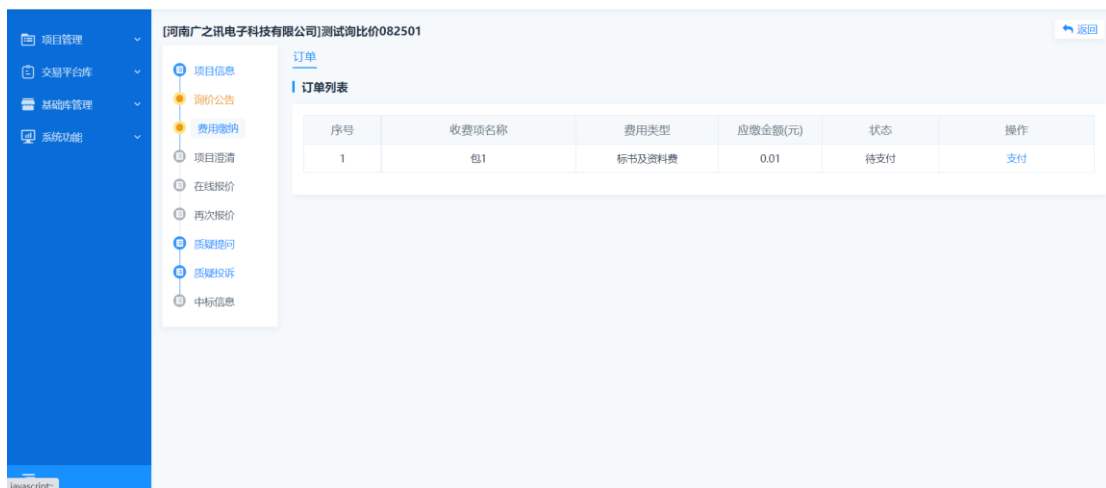 [河南广之讯电子科技有限公司]测试询比价082501
返回
项目管理
交易平台库
基础库管理
系统功能
项目信息
询价公告
费用缴纳
项目澄清
在线报价
再次报价
质疑提问
质疑投诉
中标信息
订单
订单列表
序号 收费项名称 费用类型 应缴金额(元) 状态 操作
1 包1 标书及资料费 0.01 待支付 支付
javascript:;